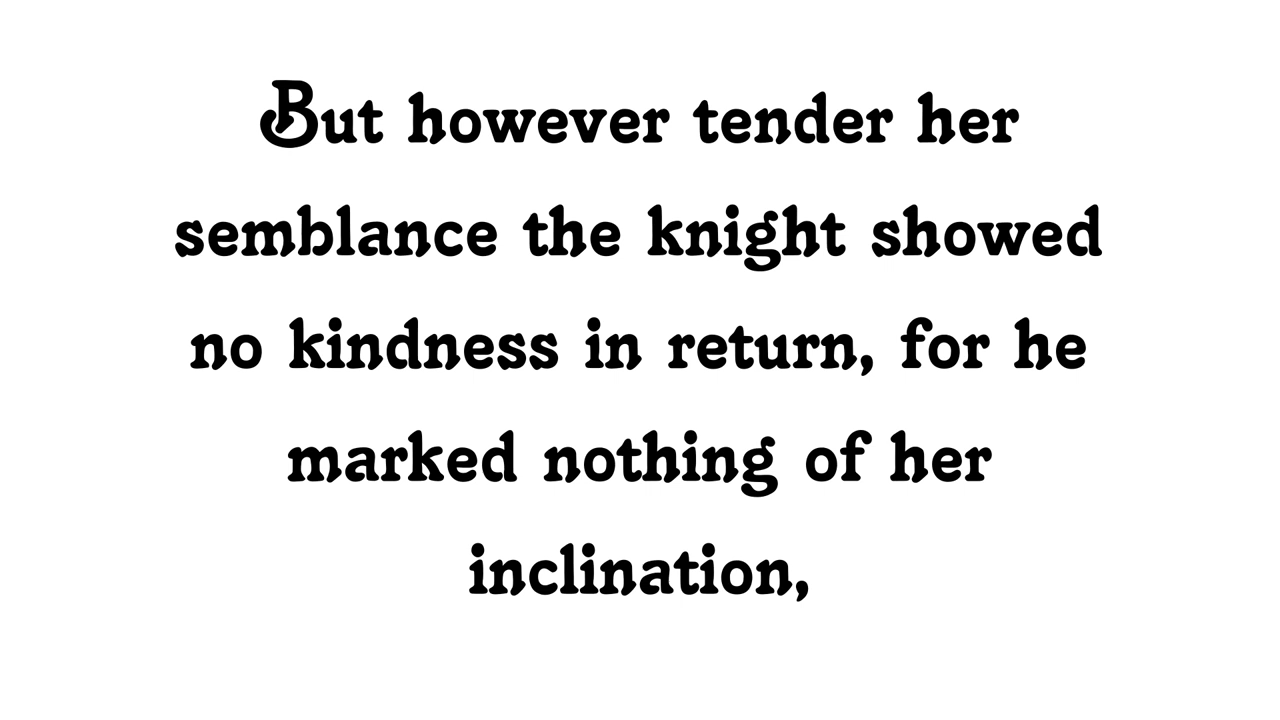 But however tender her
semblance the knight showed
no kindness in return, for he
marked nothing of her
inclination,